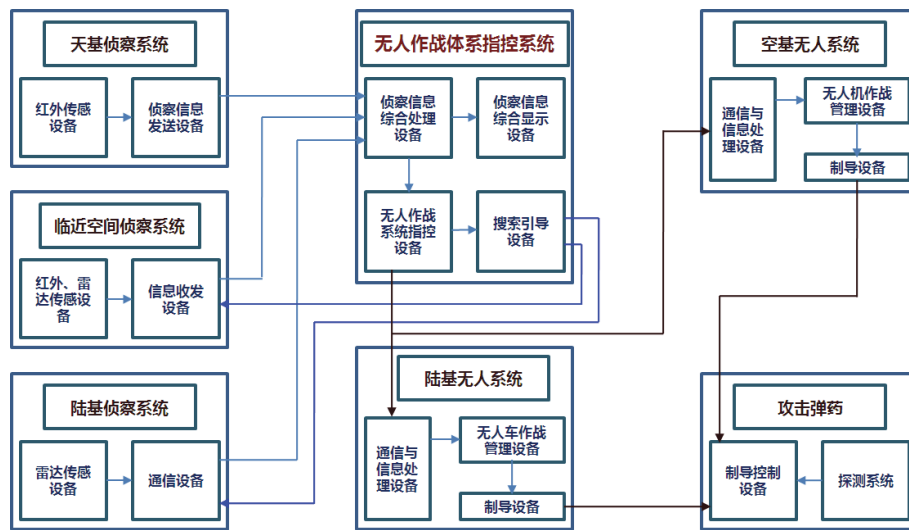 天基侦察系统
红外传感
设备
侦察信息
发送设备
临近空间侦察系统
红外、雷
达传感设
备
信息收发
设备
陆基侦察系统
雷达传感
设备
通信设备
无人作战体系指控系统
侦察信息
综合处理
设备
侦察信息
综合显示
设备
无人作战
系统指控
设备
搜索引导
设备
陆基无人系统
通信与
信息处
理设备
无人车作战
管理设备
制导设备
空基无人系统
通信与
信息处
理设备
无人机作战
管理设备
制导设备
攻击弹药
制导控制
设备
探测系统